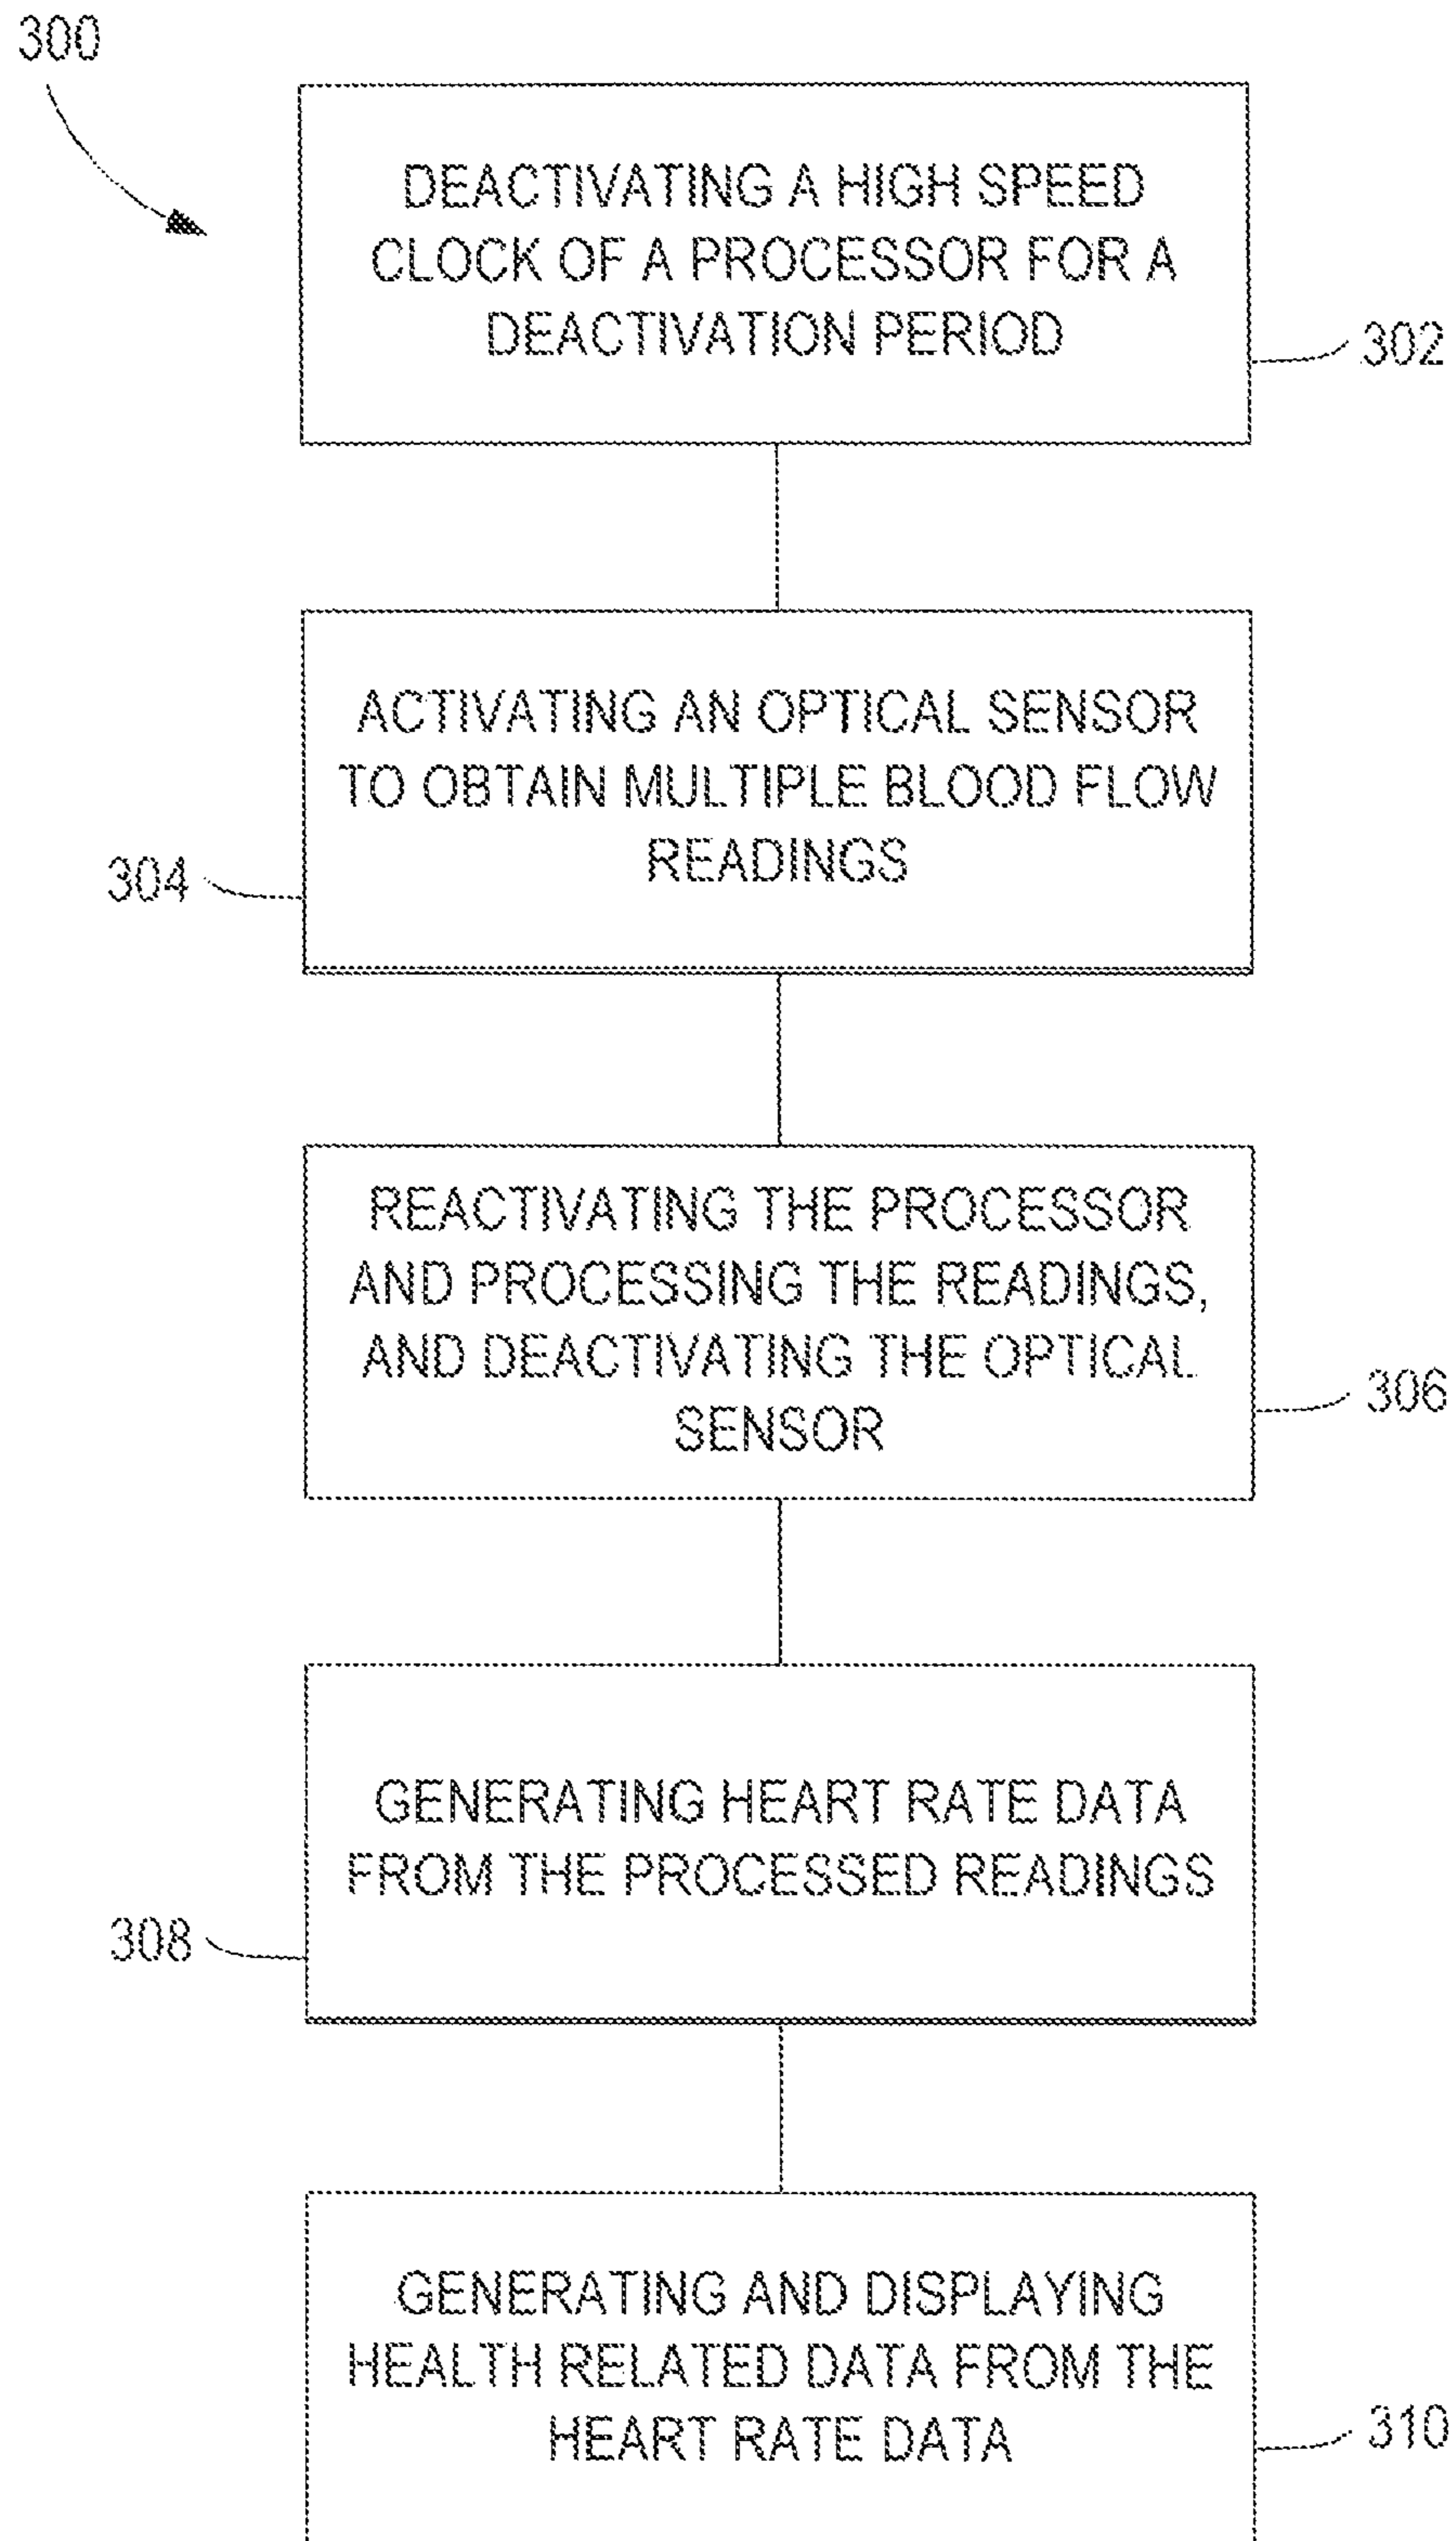 300
DEACTIVATING A HIGH SPEED
CLOCK OF A PROCESSOR FOR A
DEACTIVATION PERIOD
302
ACTIVATING AN OPTICAL SENSOR
TO OBTAIN MULTIPLE BLOOD FLOW
READINGS
304
REACTIVATING THE PROCESSOR
AND PROCESSING THE READINGS,
AND DEACTIVATING THE OPTICAL
SENSOR
306
GENERATING HEART RATE DATA
FROM THE PROCESSED READINGS
308
GENERATING AND DISPLAYING
HEALTH RELATED DATA FROM THE
HEART RATE DATA
310